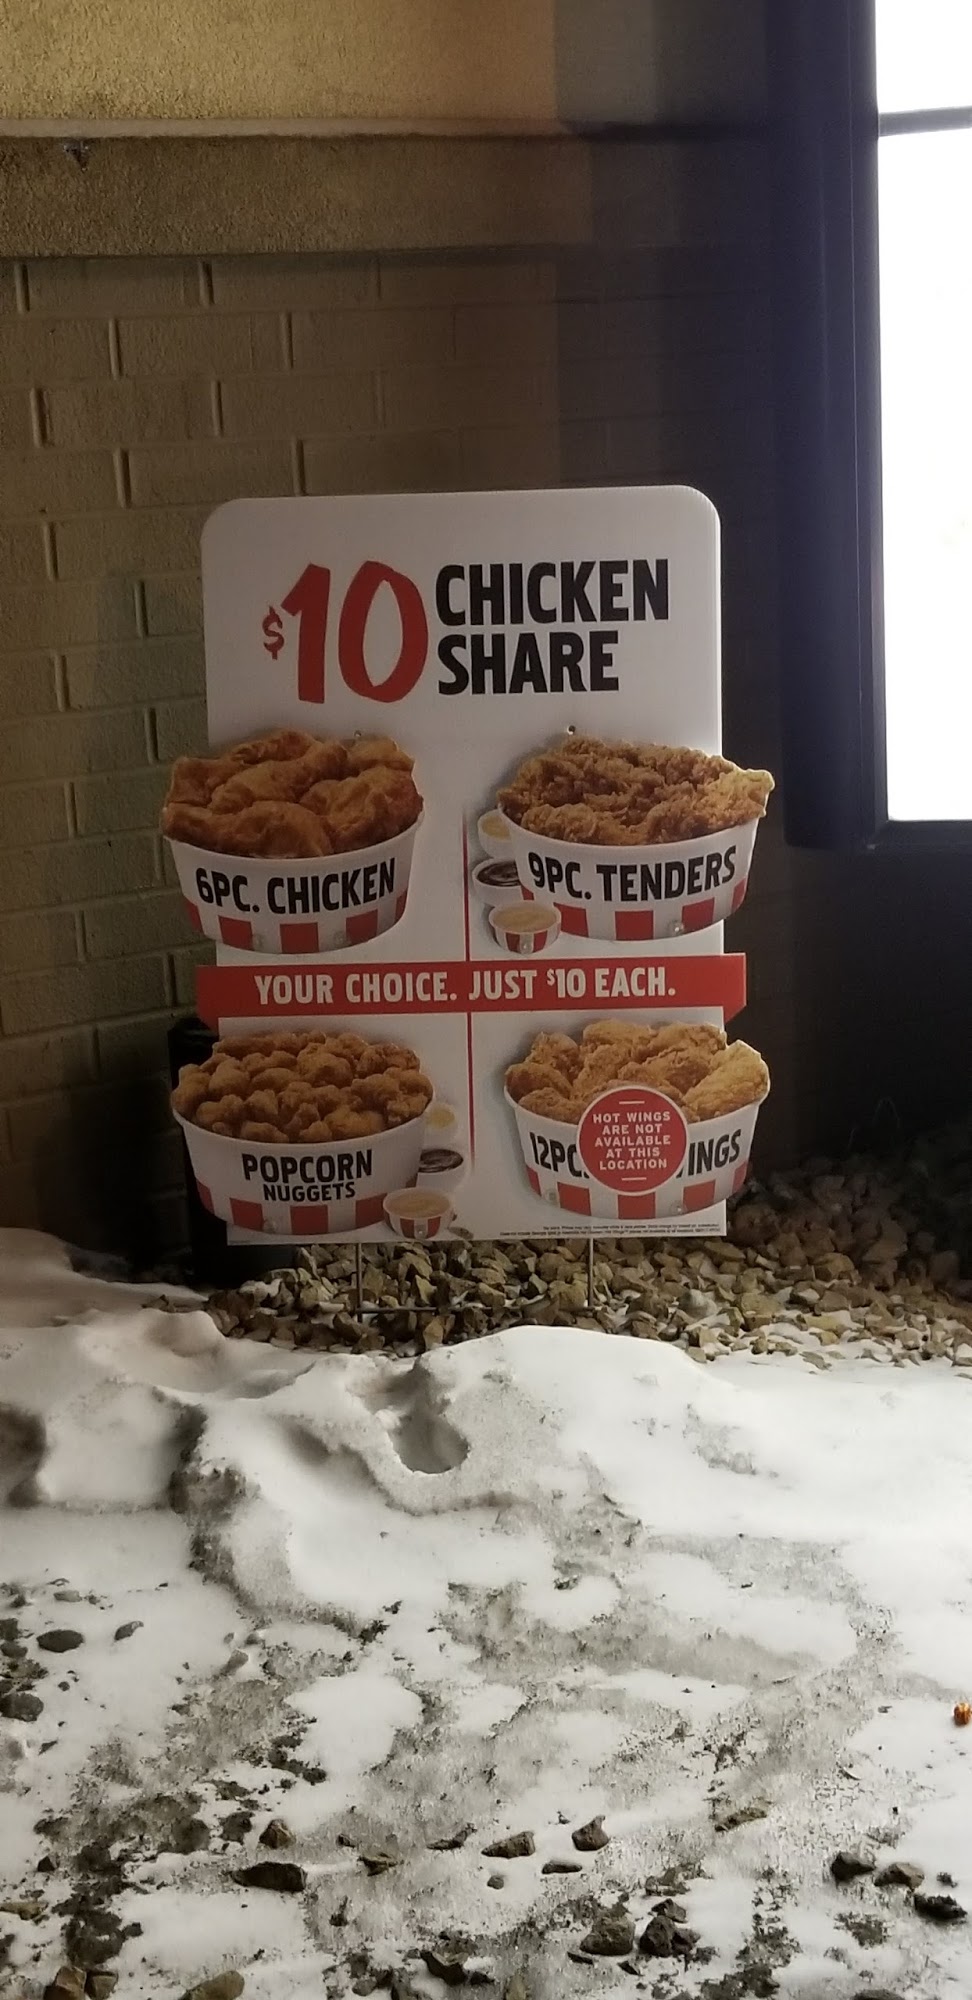 $10 CHICKEN
SHARE
6PC. CHICKEN
9PC. TENDERS
YOUR CHOICE. JUST $10 EACH.
POPCORN
NUGGETS
12PC. INGS
HOT WINGS
ARE NOT
AVAILABLE
AT THIS
LOCATION